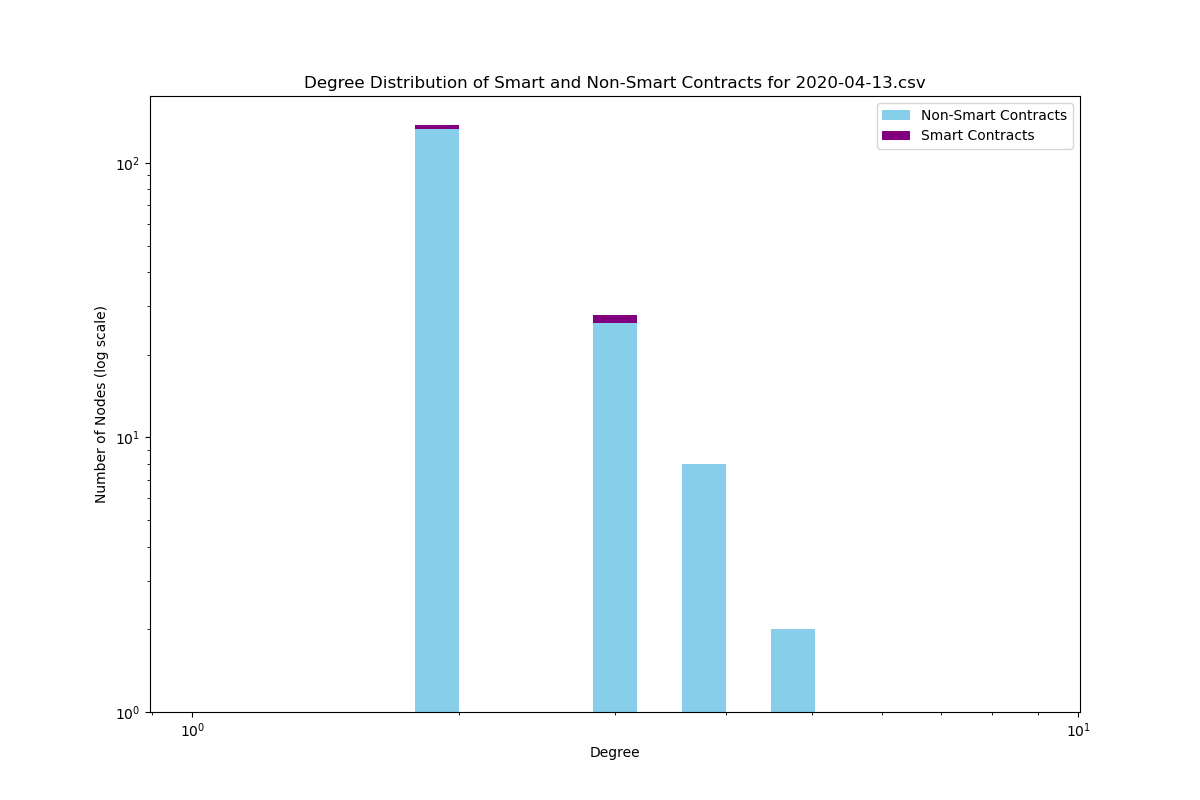 Degree Distribution of Smart and Non-Smart Contracts for 2020-04-13.csv
Non-Smart Contracts
Smart Contracts
10²
10¹
10⁰
Number of Nodes (log scale)
10⁰
10¹
Degree